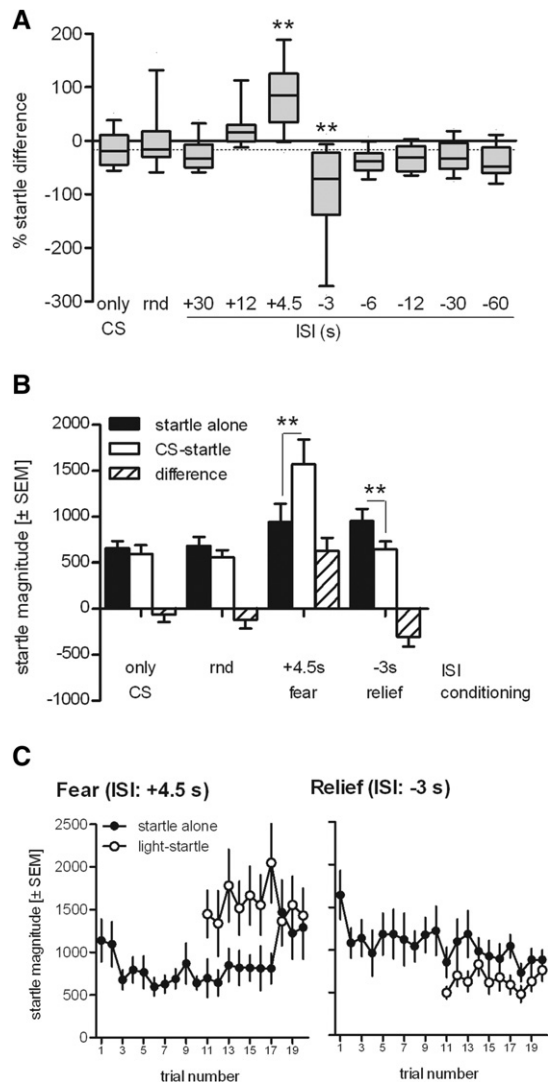 A
**
**
200
100
0
-100
-200
-300
% startle difference
only CS
rnd
+30
+12
+4.5
-3
-6
-12
-30
-60
ISI (s)
B
startle alone
CS-startle
difference
**
**
2000
1500
1000
500
0
-500
-1000
startle magnitude [± SEM]
only CS
rnd
+4.5s fear
-3s relief
ISI conditioning
C
Fear (ISI: +4.5 s)
Relief (ISI: -3 s)
startle alone
light-startle
2500
2000
1500
1000
500
0
startle magnitude [± SEM]
1 3 5 7 9 11 13 15 17 19
1 3 5 7 9 11 13 15 17 19
trial number
trial number